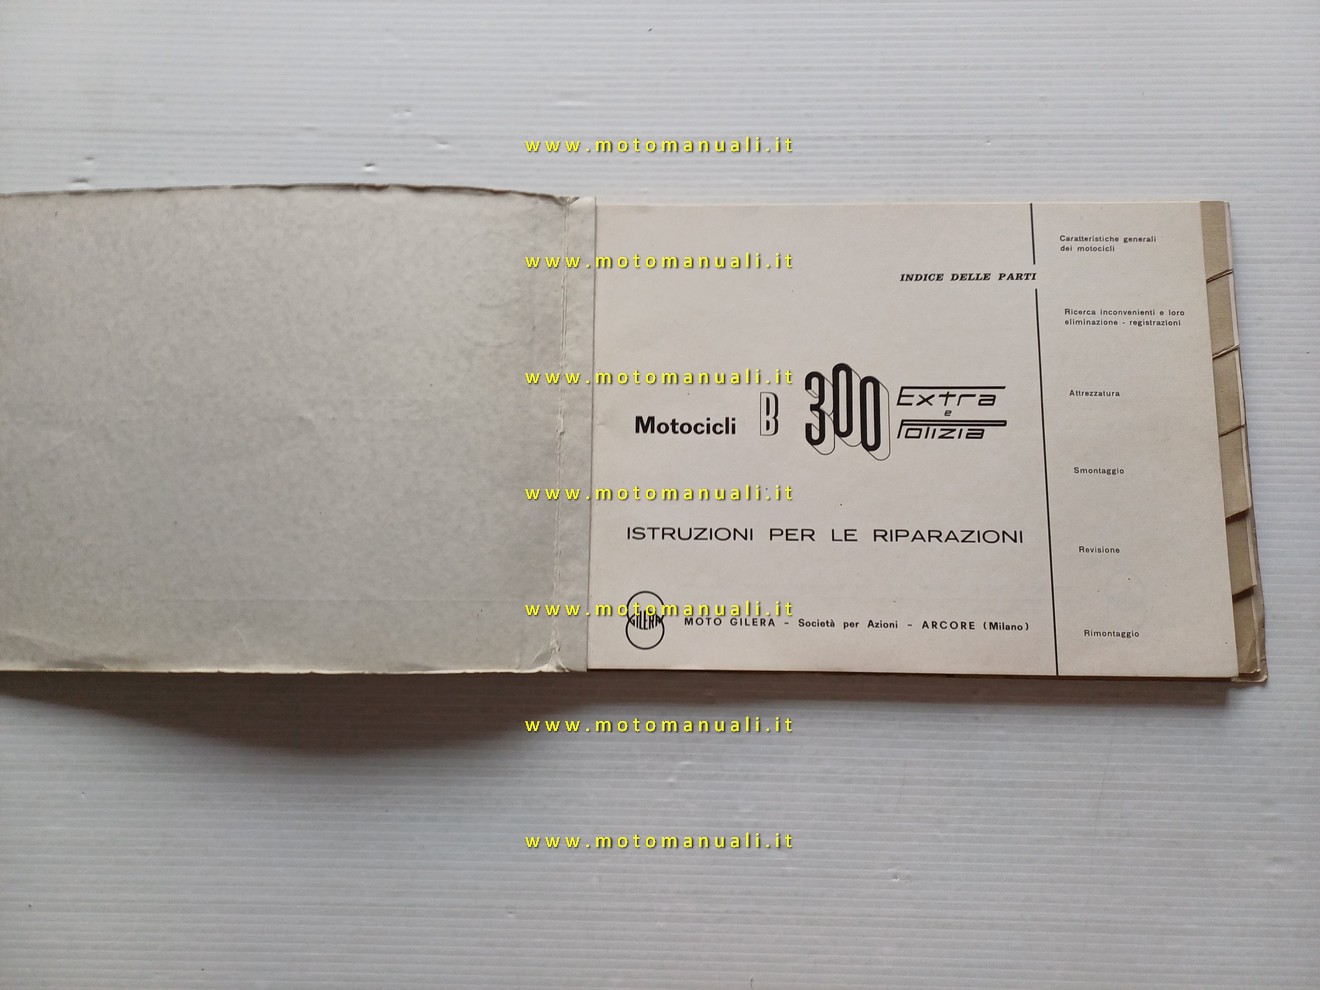 www.motomanuali.it
www.motomanuali.it
www.motomanuali.it
www.motomanuali.it
www.motomanuali.it
www.motomanuali.it
www.motomanuali.it
INDICE DELLE PARTI
Motocicli B 300 Extra
e
Polizia
ISTRUZIONI PER LE RIPARAZIONI
GILERA
MOTO GILERA - Società per Azioni - ARCORE (Milano)
Caratteristiche generali
dei motocicli
Ricerca inconvenienti e loro
eliminazione - registrazioni
Attrezzatura
Smontaggio
Revisione
Rimontaggio